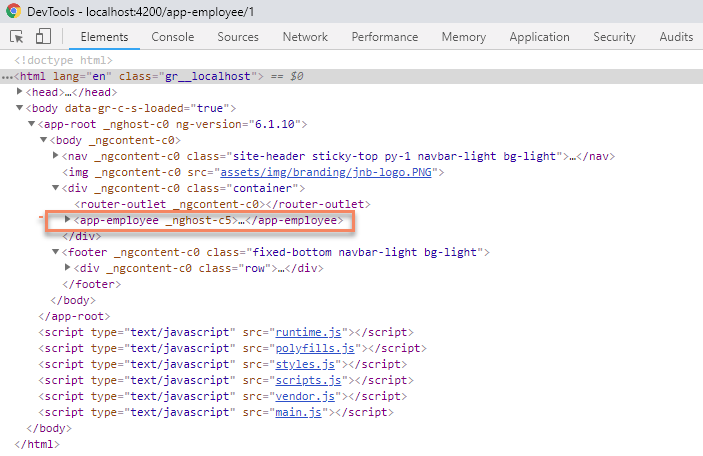 DevTools - localhost:4200/app-employee/1
Elements Console Sources Network Performance Memory Application Security Audits
<!doctype html>
…<html lang="en" class="gr__localhost"> == $0
<head>…</head>
<body data-gr-c-s-loaded="true">
<app-root _nghost-c0 ng-version="6.1.10">
<body _ngcontent-c0>
<nav _ngcontent-c0 class="site-header sticky-top py-1 navbar-light bg-light">…</nav>
<img _ngcontent-c0 src="assets/img/branding/jnb-logo.PNG">
<div _ngcontent-c0 class="container">
<router-outlet _ngcontent-c0></router-outlet>
"
<app-employee _nghost-c5>…</app-employee>
</div>
<footer _ngcontent-c0 class="fixed-bottom navbar-light bg-light">
<div _ngcontent-c0 class="row">…</div>
</footer>
</body>
</app-root>
<script type="text/javascript" src="runtime.js"></script>
<script type="text/javascript" src="polyfills.js"></script>
<script type="text/javascript" src="styles.js"></script>
<script type="text/javascript" src="scripts.js"></script>
<script type="text/javascript" src="vendor.js"></script>
<script type="text/javascript" src="main.js"></script>
</body>
</html>